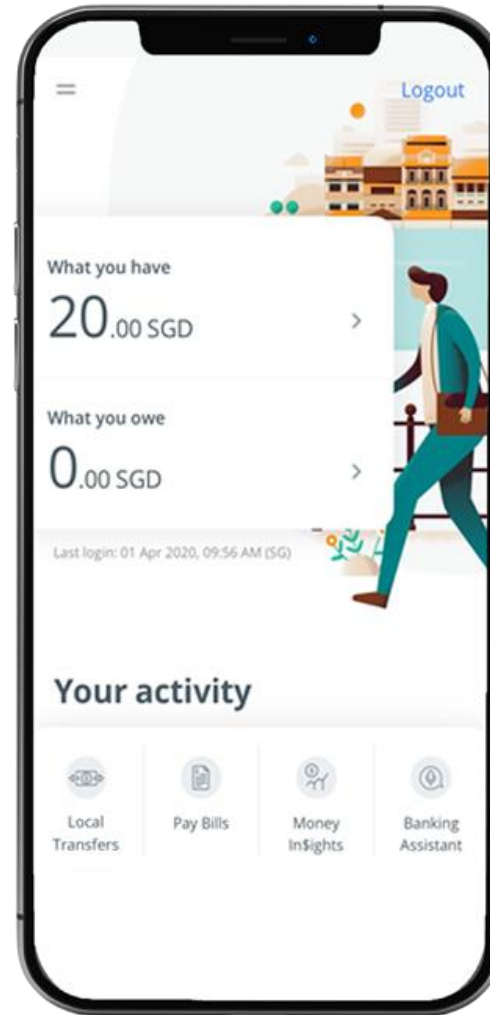 Logout
What you have
20.00 SGD
What you owe
0.00 SGD
Last login: 01 Apr 2020, 09:56 AM (SG)
Your activity
Local
Transfers
Pay Bills
Money
In$ights
Banking
Assistant